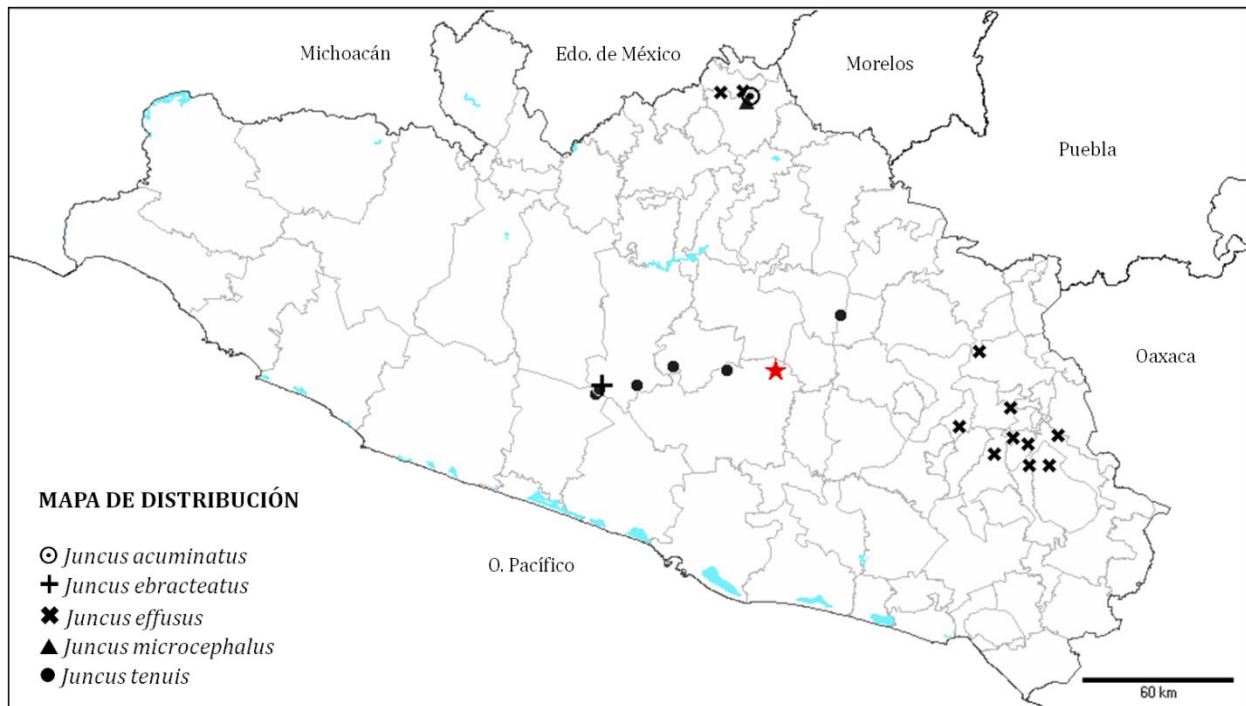 Michoacán
Edo. de México
Morelos
Puebla
Oaxaca
MAPA DE DISTRIBUCIÓN
Juncus acuminatus
Juncus ebracteatus
Juncus effusus
Juncus microcephalus
Juncus tenuis
O. Pacífico
60 km